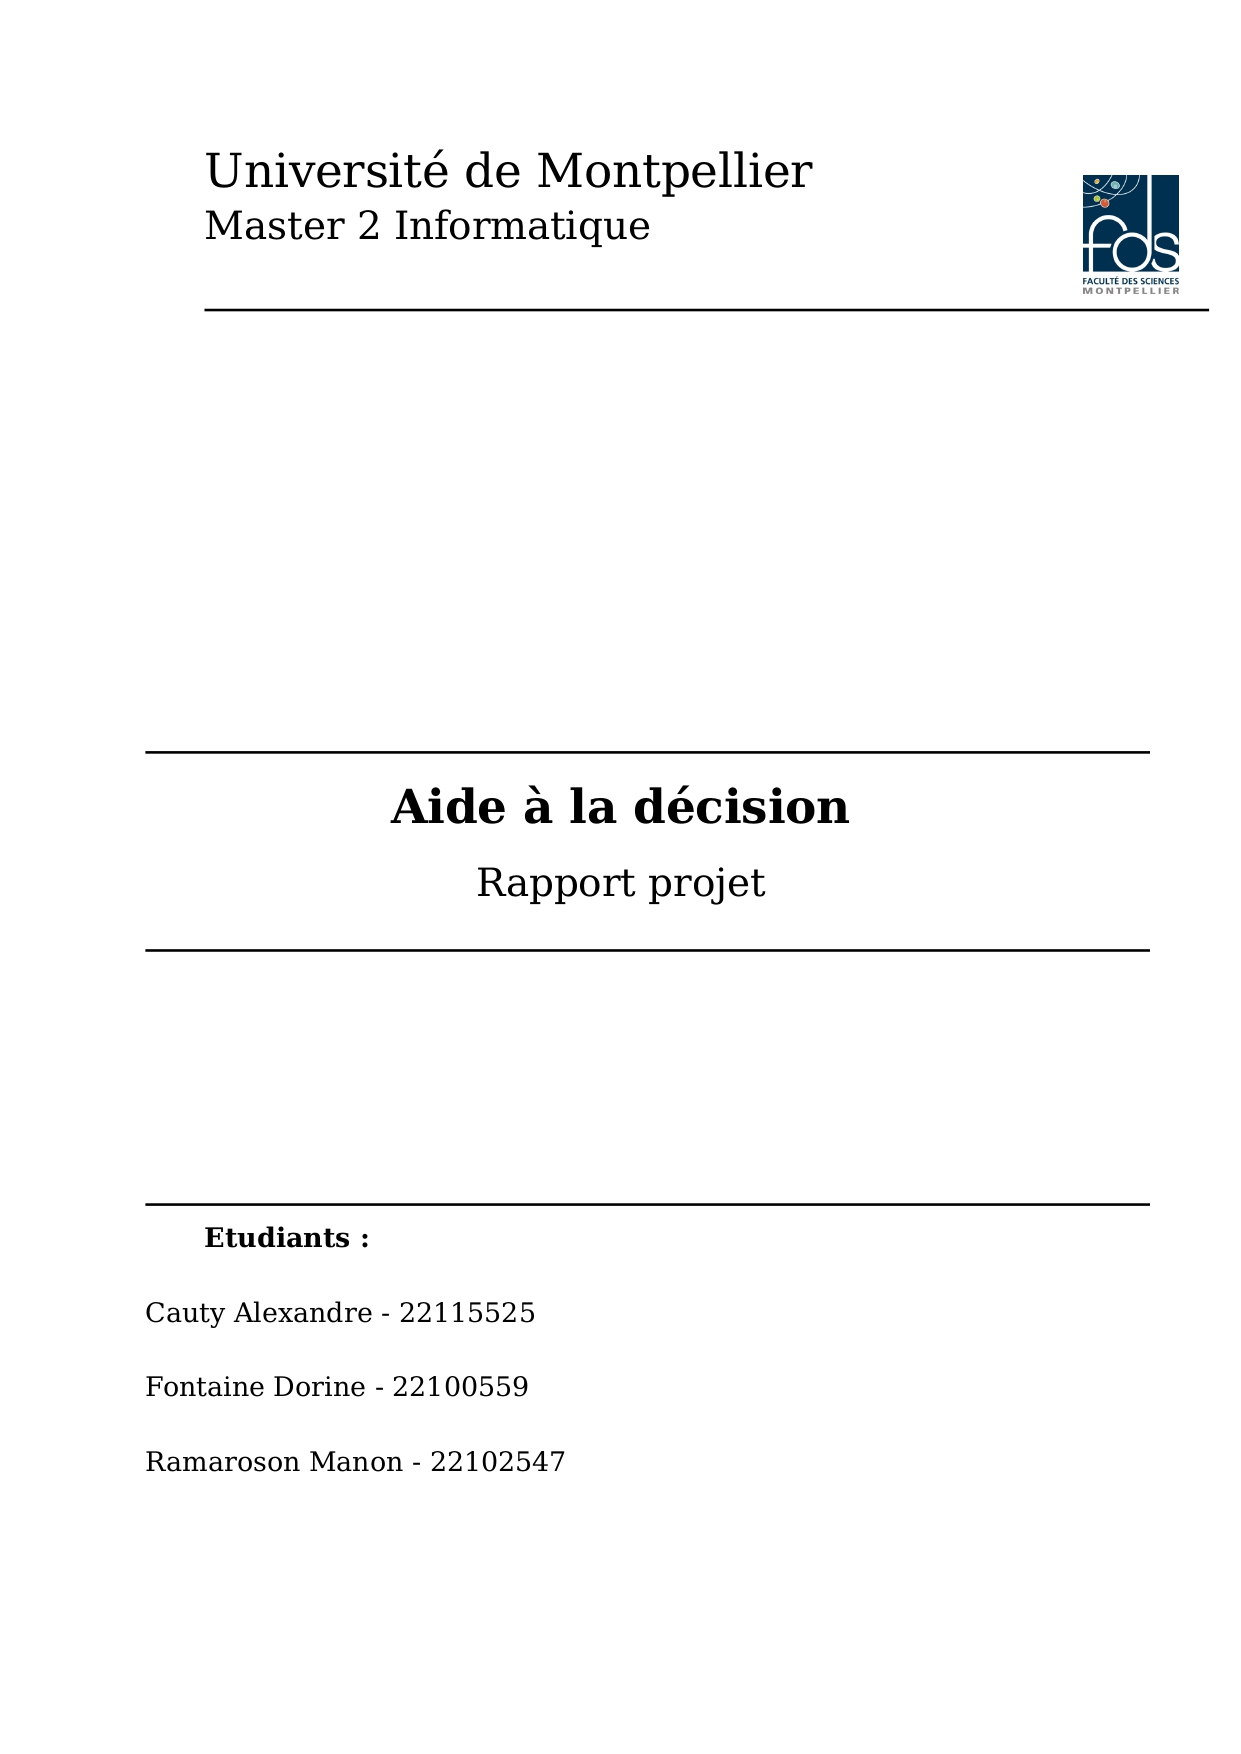 Université de Montpellier
Master 2 Informatique
fds
FACULTÉ DES SCIENCES
MONTPELLIER
Aide à la décision
Rapport projet
Etudiants :
Cauty Alexandre - 22115525
Fontaine Dorine - 22100559
Ramaroson Manon - 22102547